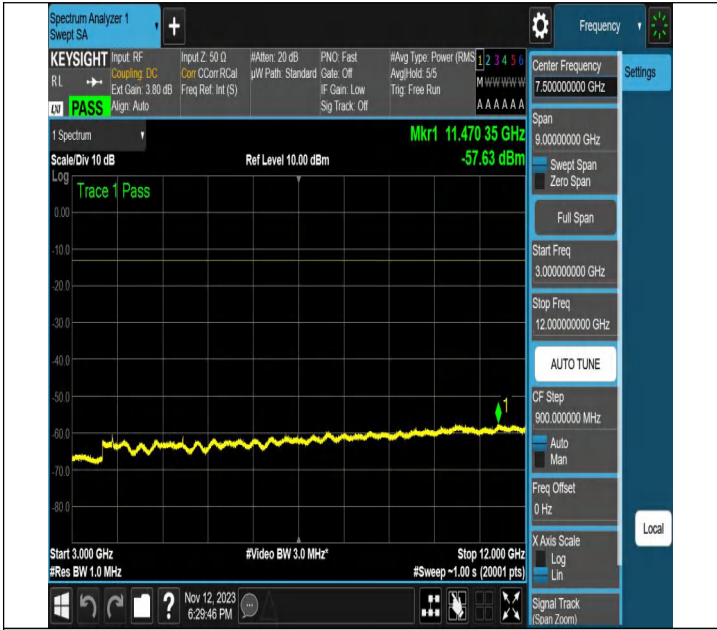 Spectrum Analyzer 1
Swept SA
+
Frequency
KEYSIGHT
RL
LXI PASS
Input: RF
Coupling: DC
Ext Gain: 3.80 dB
Align: Auto
Input Z: 50 Ω
Corr CCorr RCal
Freq Ref: Int (S)
#Atten: 20 dB
µW Path: Standard
PNO: Fast
Gate: Off
IF Gain: Low
Sig Track: Off
#Avg Type: Power (RMS
Avg|Hold: 5/5
Trig: Free Run
1 2 3 4 5 6
M W W W W W
A A A A A A
1 Spectrum
Scale/Div 10 dB
Ref Level 10.00 dBm
Mkr1 11.470 35 GHz
-57.63 dBm
Log
Trace 1 Pass
0.00
-10.0
-20.0
-30.0
-40.0
-50.0
-60.0
-70.0
-80.0
1
Start 3.000 GHz
#Res BW 1.0 MHz
#Video BW 3.0 MHz*
Stop 12.000 GHz
#Sweep ~1.00 s (20001 pts)
Center Frequency
7.500000000 GHz
Span
9.00000000 GHz
Swept Span
Zero Span
Full Span
Start Freq
3.000000000 GHz
Stop Freq
12.000000000 GHz
AUTO TUNE
CF Step
900.000000 MHz
Auto
Man
Freq Offset
0 Hz
X Axis Scale
Log
Lin
Signal Track
(Span Zoom)
Settings
Local
?
Nov 12, 2023
6:29:46 PM